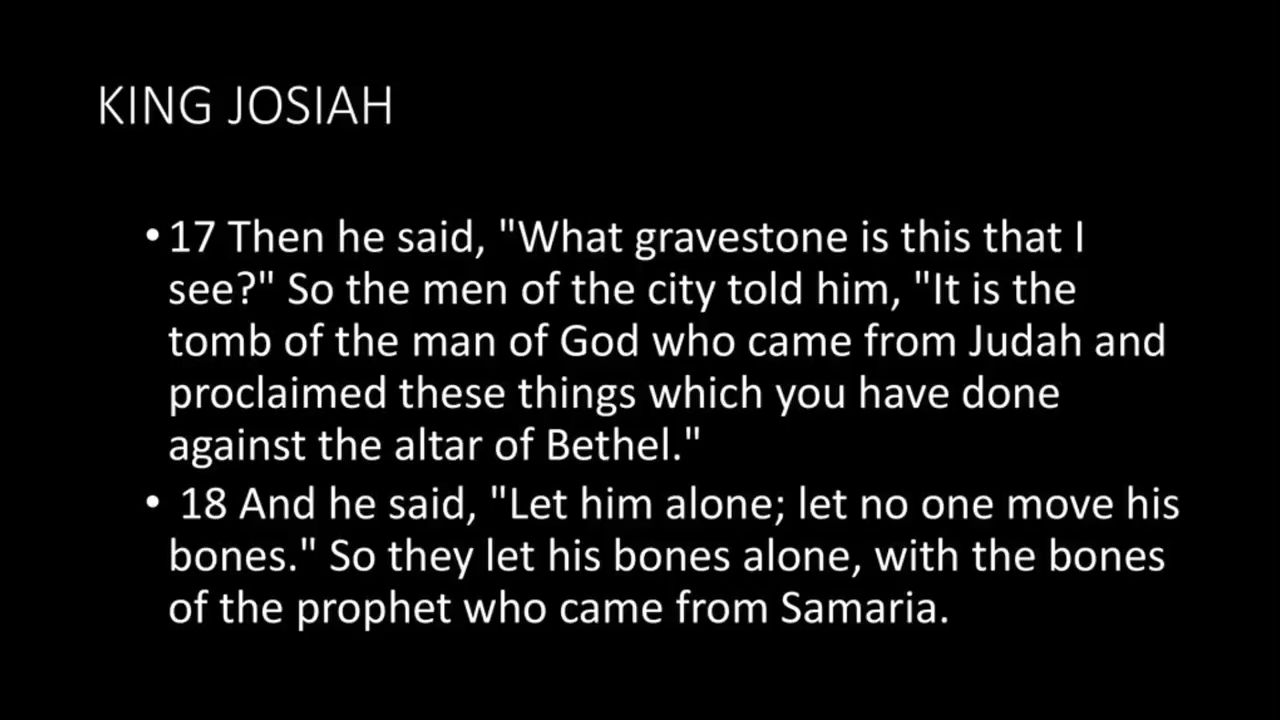 KING JOSIAH
• 17 Then he said, "What gravestone is this that I
see?" So the men of the city told him, "It is the
tomb of the man of God who came from Judah and
proclaimed these things which you have done
against the altar of Bethel."
• 18 And he said, "Let him alone; let no one move his
bones." So they let his bones alone, with the bones
of the prophet who came from Samaria.